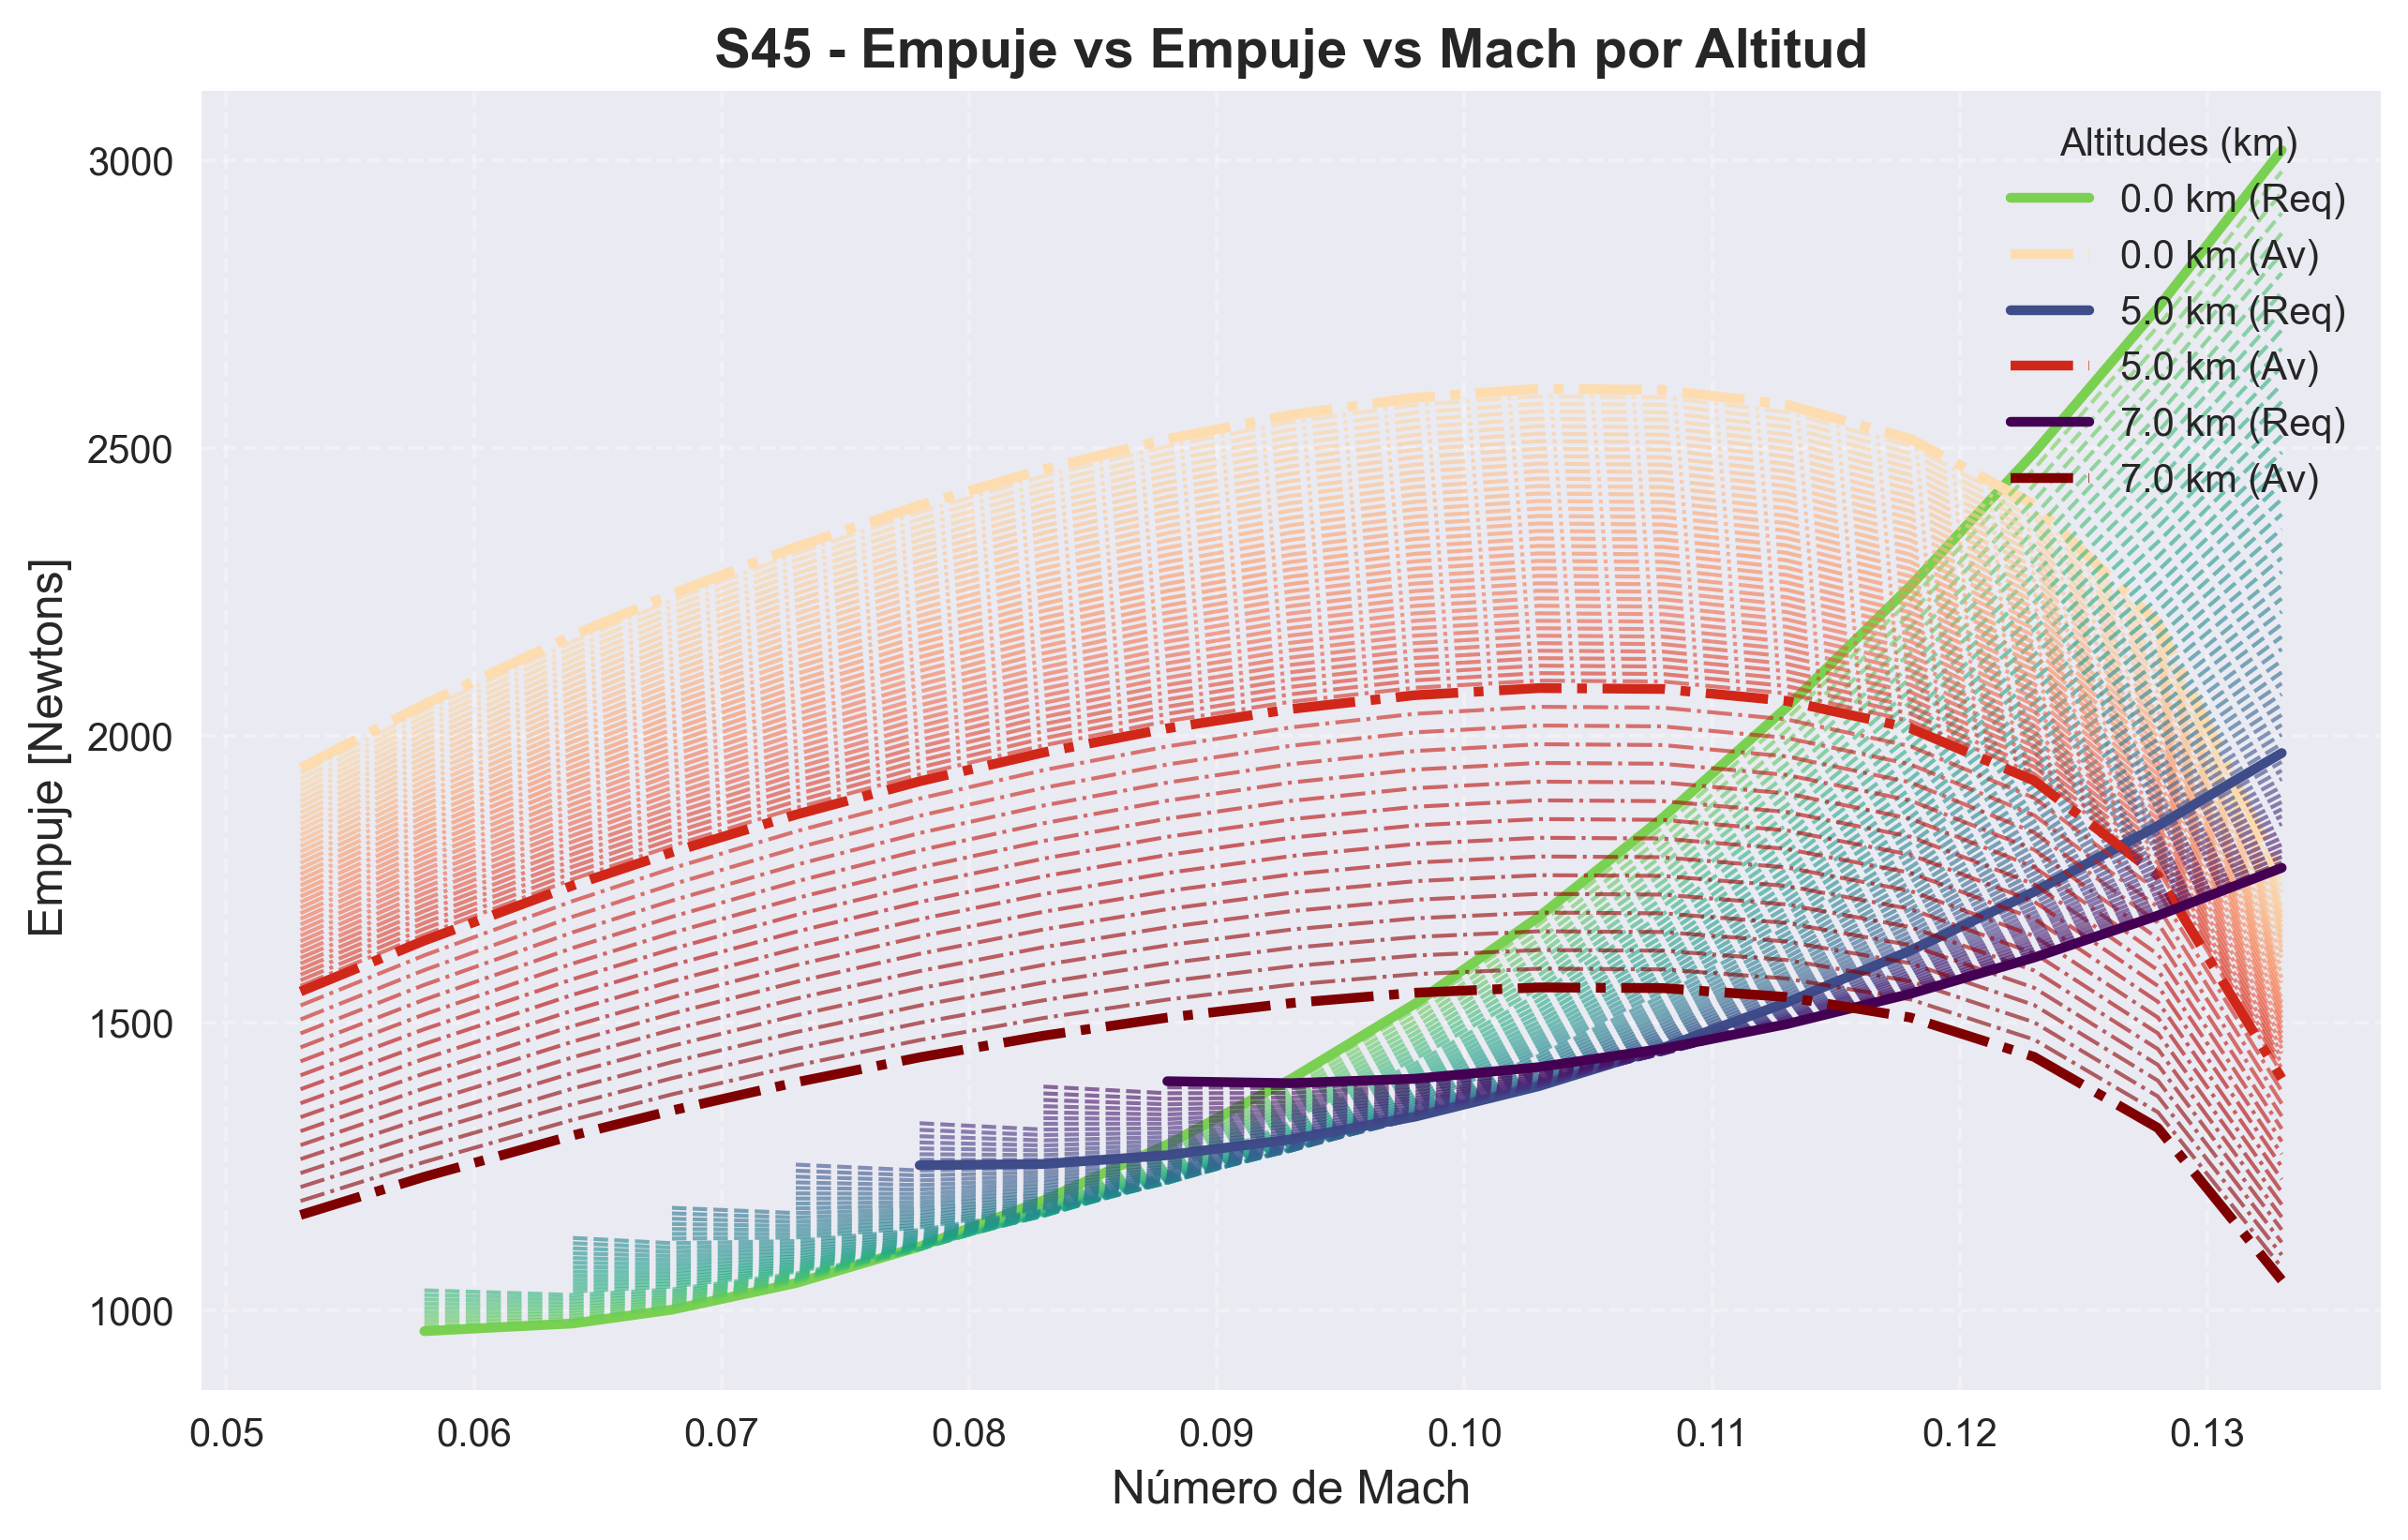 S45 - Empuje vs Empuje vs Mach por Altitud
Altitudes (km)
0.0 km (Req)
0.0 km (Av)
5.0 km (Req)
5.0 km (Av)
7.0 km (Req)
7.0 km (Av)
Empuje [Newtons]
3000
2500
2000
1500
1000
0.05 0.06 0.07 0.08 0.09 0.10 0.11 0.12 0.13
Número de Mach